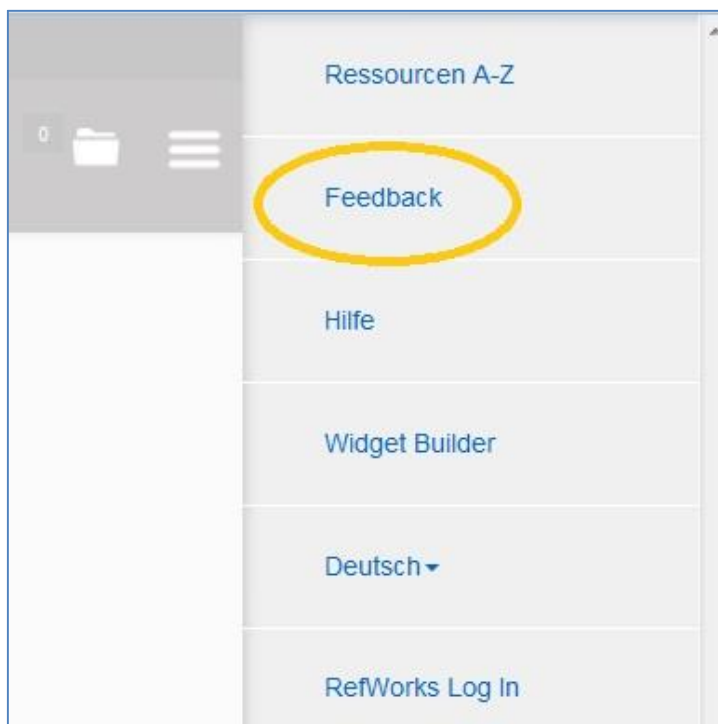 Ressourcen A-Z
0
Feedback
Hilfe
Widget Builder
Deutsch
RefWorks Log In